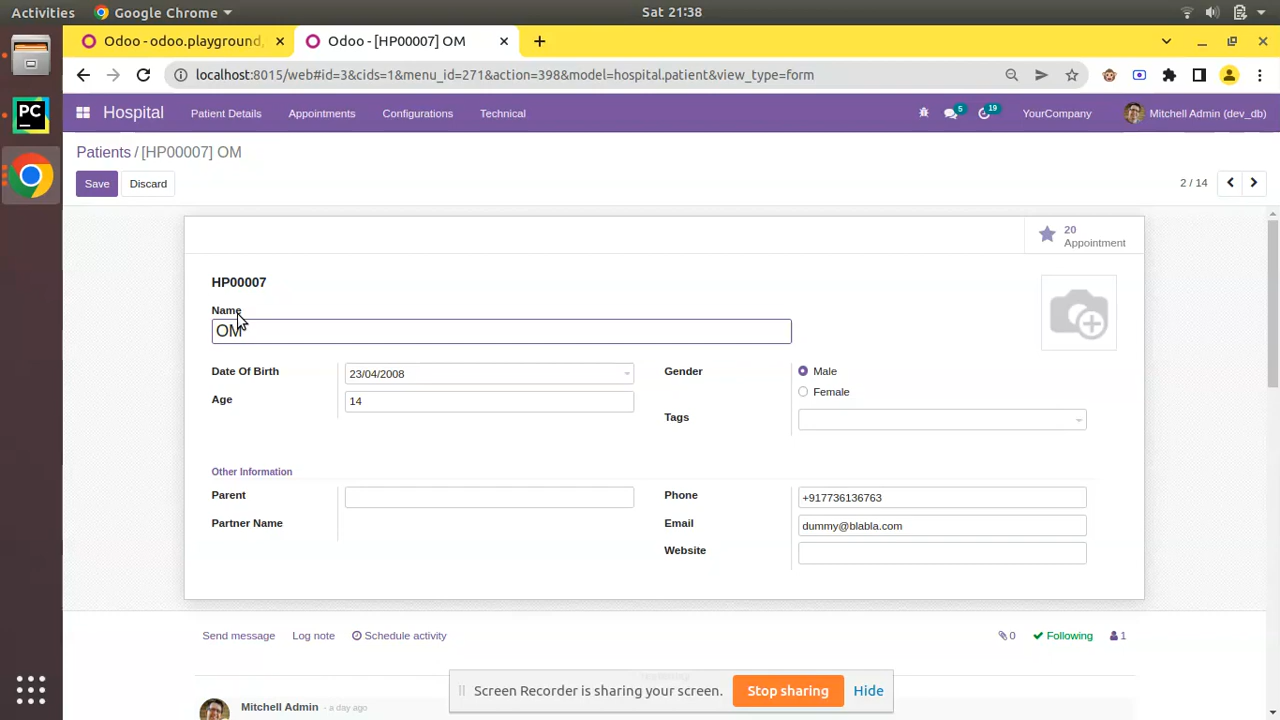 Activities Google Chrome Sat 21:38
Odoo - odoo.playground, Odoo - [HP00007] OM
localhost:8015/web#id=3&cids=1&menu_id=271&action=398&model=hospital.patient&view_type=form
Hospital Patient Details Appointments Configurations Technical 5 19 YourCompany Mitchell Admin (dev_db)
Patients / [HP00007] OM
Save Discard 2 / 14
20
Appointment
HP00007
Name
OM
Date Of Birth 23/04/2008 Gender Male
Age 14 Female
Tags
Other Information
Parent Phone +917736136763
Partner Name Email dummy@blabla.com
Website
Send message Log note Schedule activity 0 Following 1
Screen Recorder is sharing your screen. Stop sharing Hide
Mitchell Admin - a day ago
PC